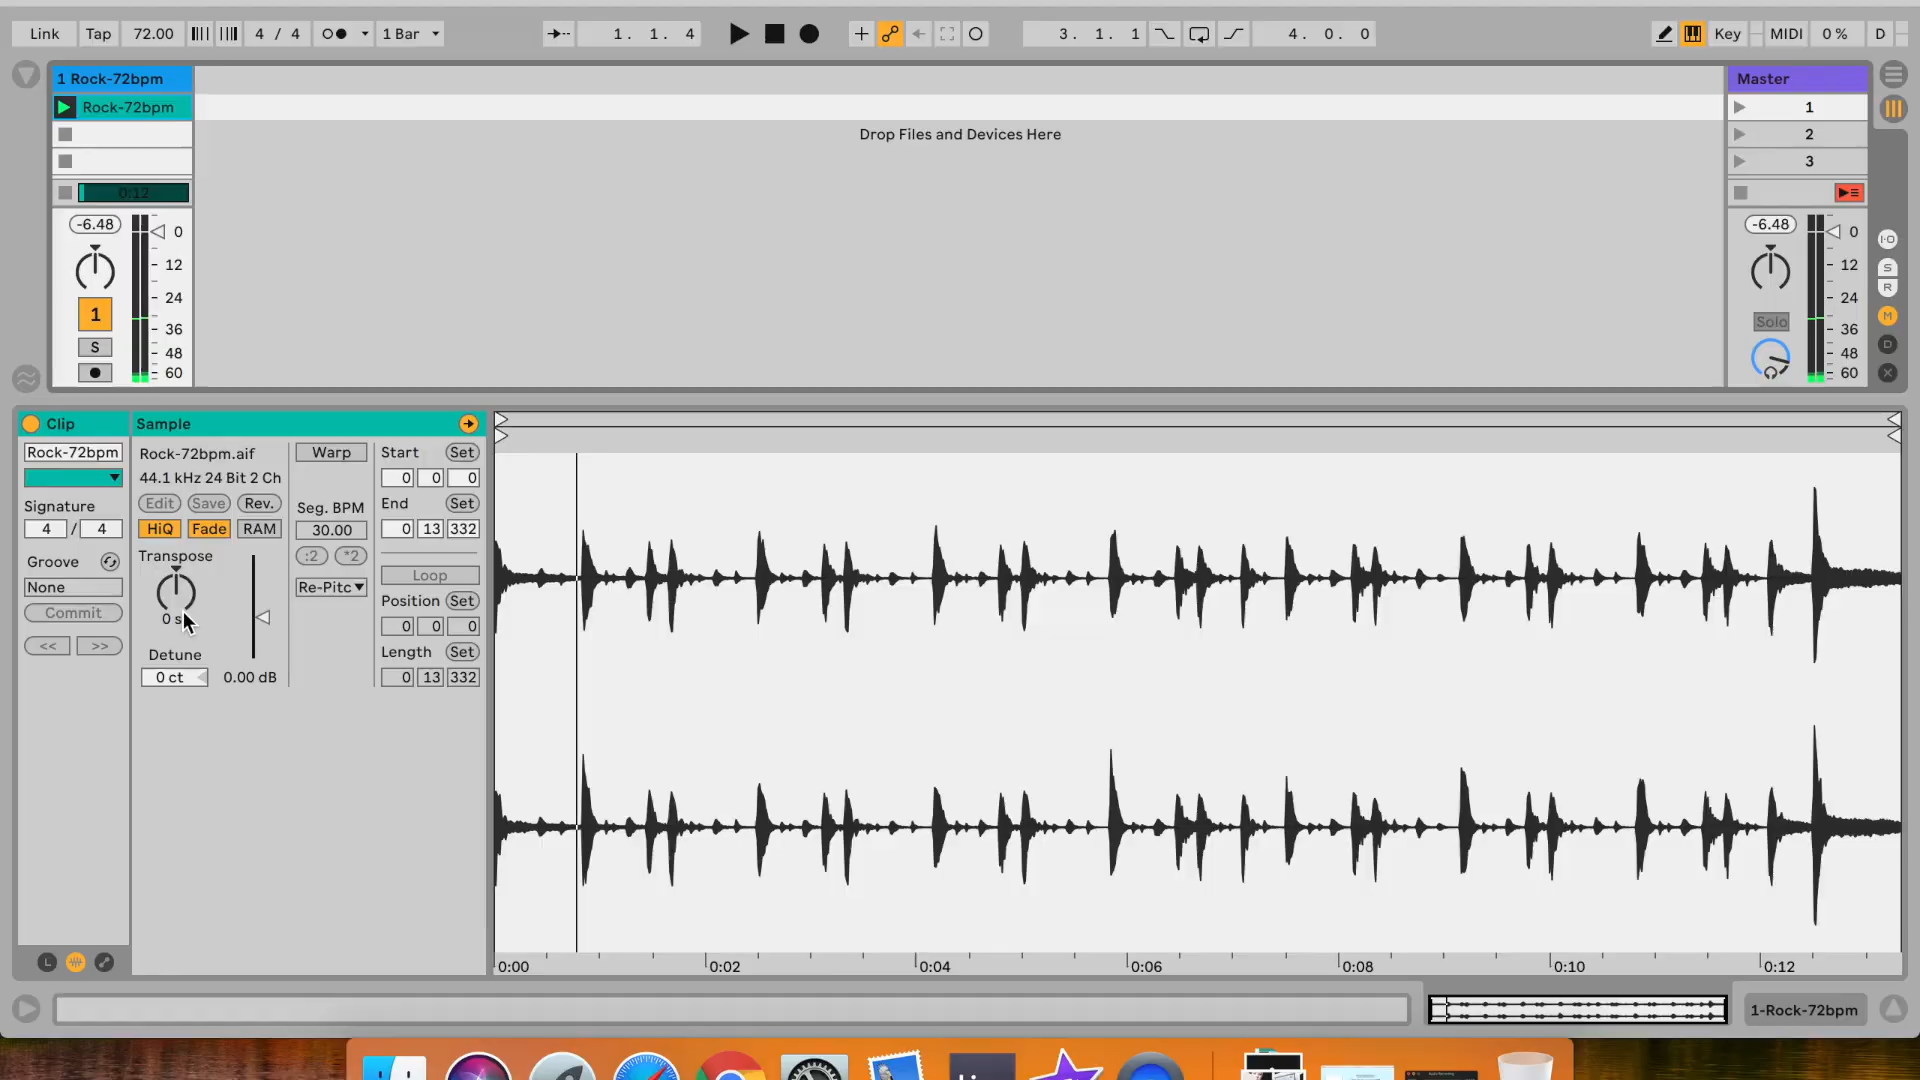 Link Tap 72.00 4 / 4 1 Bar 1. 1. 4 3. 1. 1 4. 0. 0 Key MIDI 0 % D
1 Rock-72bpm Master
Rock-72bpm 1
Drop Files and Devices Here 2
3
0:12
-6.48 0 -6.48 0
12 12
24 24
1 36 Solo 36
S 48 48
60 60
I·O
S
R
M
D
X
Clip Sample
Rock-72bpm Rock-72bpm.aif Warp Start Set
44.1 kHz 24 Bit 2 Ch 0 0 0
Signature Edit Save Rev. Seg. BPM End Set
4 / 4 HiQ Fade RAM 30.00 0 13 332
Groove Transpose :2 *2 Loop
None Re-Pitc Position Set
Commit 0 s 0 0 0
<< >> Detune Length Set
0 ct 0.00 dB 0 13 332
L
0:00 0:02 0:04 0:06 0:08 0:10 0:12
1-Rock-72bpm